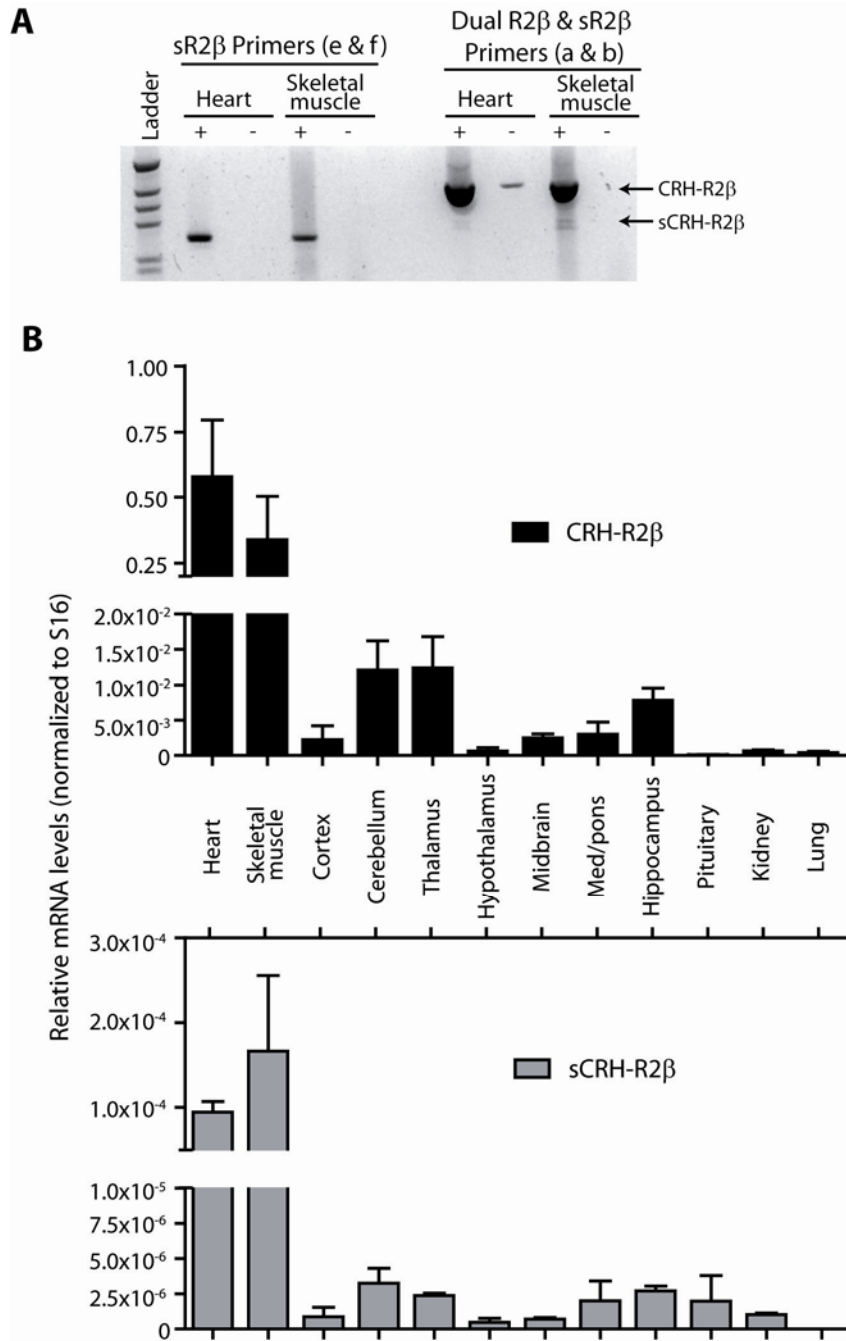 A
sR2β Primers (e & f)
Dual R2β & sR2β
Primers (a & b)
Ladder
Heart
Skeletal
muscle
Heart
Skeletal
muscle
+ - + - + - + -
CRH-R2β
sCRH-R2β
B
Relative mRNA levels (normalized to S16)
1.00
0.75
0.50
0.25
CRH-R2β
2.0x10⁻²
1.5x10⁻²
1.0x10⁻²
5.0x10⁻³
0
Heart
Skeletal
muscle
Cortex
Cerebellum
Thalamus
Hypothalamus
Midbrain
Med/pons
Hippocampus
Pituitary
Kidney
Lung
3.0x10⁻⁴
2.0x10⁻⁴
1.0x10⁻⁴
sCRH-R2β
1.0x10⁻⁵
7.5x10⁻⁶
5.0x10⁻⁶
2.5x10⁻⁶
0